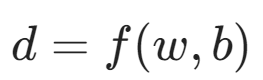 d = f(w, b)